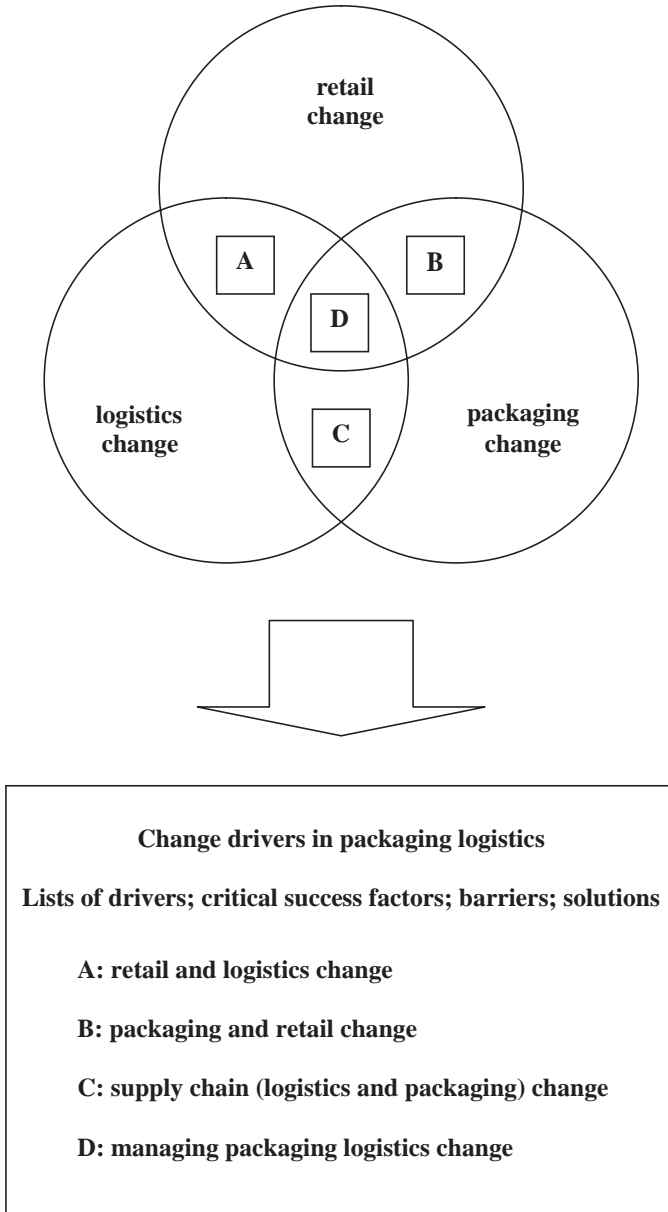 retail
change
A
B
D
logistics
change
packaging
change
C
Change drivers in packaging logistics
Lists of drivers; critical success factors; barriers; solutions
A: retail and logistics change
B: packaging and retail change
C: supply chain (logistics and packaging) change
D: managing packaging logistics change